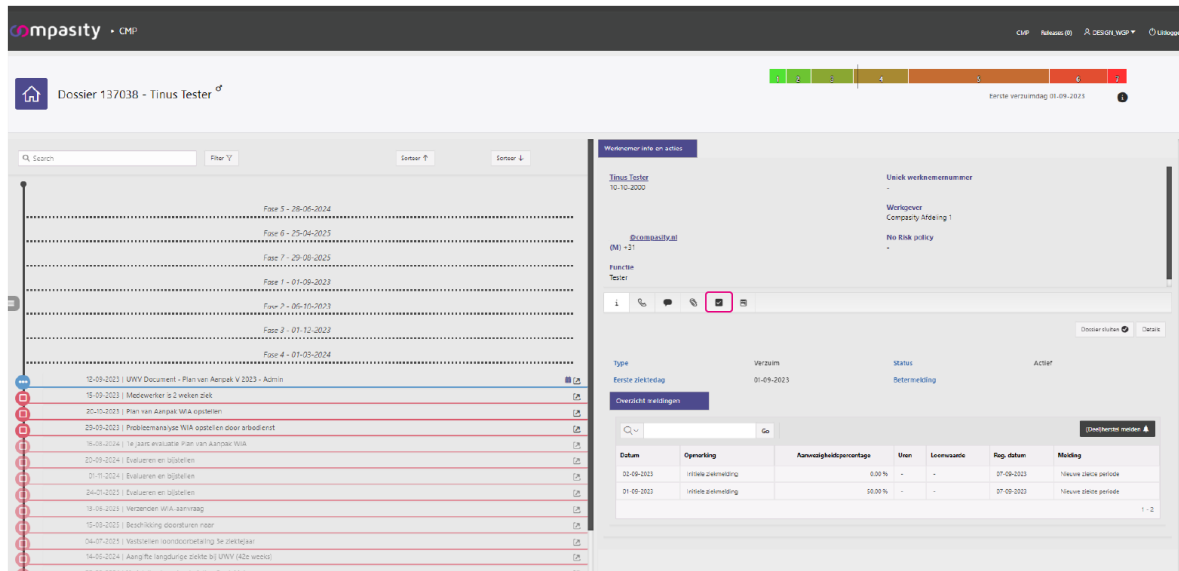 compasity • CMP
CMP Releases (0) DESIGN_WGP Uitlogge
Dossier 137038 - Tinus Tester
1 2 3 4 5 6 7
Eerste verzuimdag 01-09-2023
Search Filter Sorteer ↑ Sorteer ↓
Fase 5 - 28-06-2024
Fase 6 - 25-04-2025
Fase 7 - 29-08-2025
Fase 1 - 01-09-2023
Fase 2 - 06-10-2023
Fase 3 - 01-12-2023
Fase 4 - 01-03-2024
12-09-2023 | UWV Document - Plan van Aanpak V 2023 - Admin
15-09-2023 | Medewerker is 2 weken ziek
20-10-2023 | Plan van Aanpak WIA opstellen
29-09-2023 | Probleemanalyse WIA opstellen door arbodienst
| 1e jaars evaluatie Plan van Aanpak WIA
20-09-2024 | Evalueren en bijstellen
01-11-2024 | Evalueren en bijstellen
24-01-2025 | Evalueren en bijstellen
13-06-2025 | Verzenden WIA-aanvraag
| Beschikking doorsturen naar
04-07-2025 | Vaststellen loondoorbetaling 3e ziektejaar
14-06-2024 | Aangifte langdurige ziekte bij UWV (42e weeks)
Werknemer info en acties
Tinus Tester
10-10-2000
@compasity.nl
(M) +31
Functie
Tester
Uniek werknemernummer
-
Werkgever
Compasity Afdeling 1
No Risk policy
-
Dossier sluiten Details
Type Verzuim Status Actief
Eerste ziektedag 01-09-2023 Betermelding
Overzicht meldingen
Go (Deel)herstel melden
Datum Opmerking Aanwezigheidspercentage Uren Loonwaarde Reg. datum Melding
02-09-2023 Initiele ziekmelding 0.00 % - - 07-09-2023 Nieuwe ziekte periode
01-09-2023 Initiele ziekmelding 50.00 % - - 07-09-2023 Nieuwe ziekte periode
1 - 2